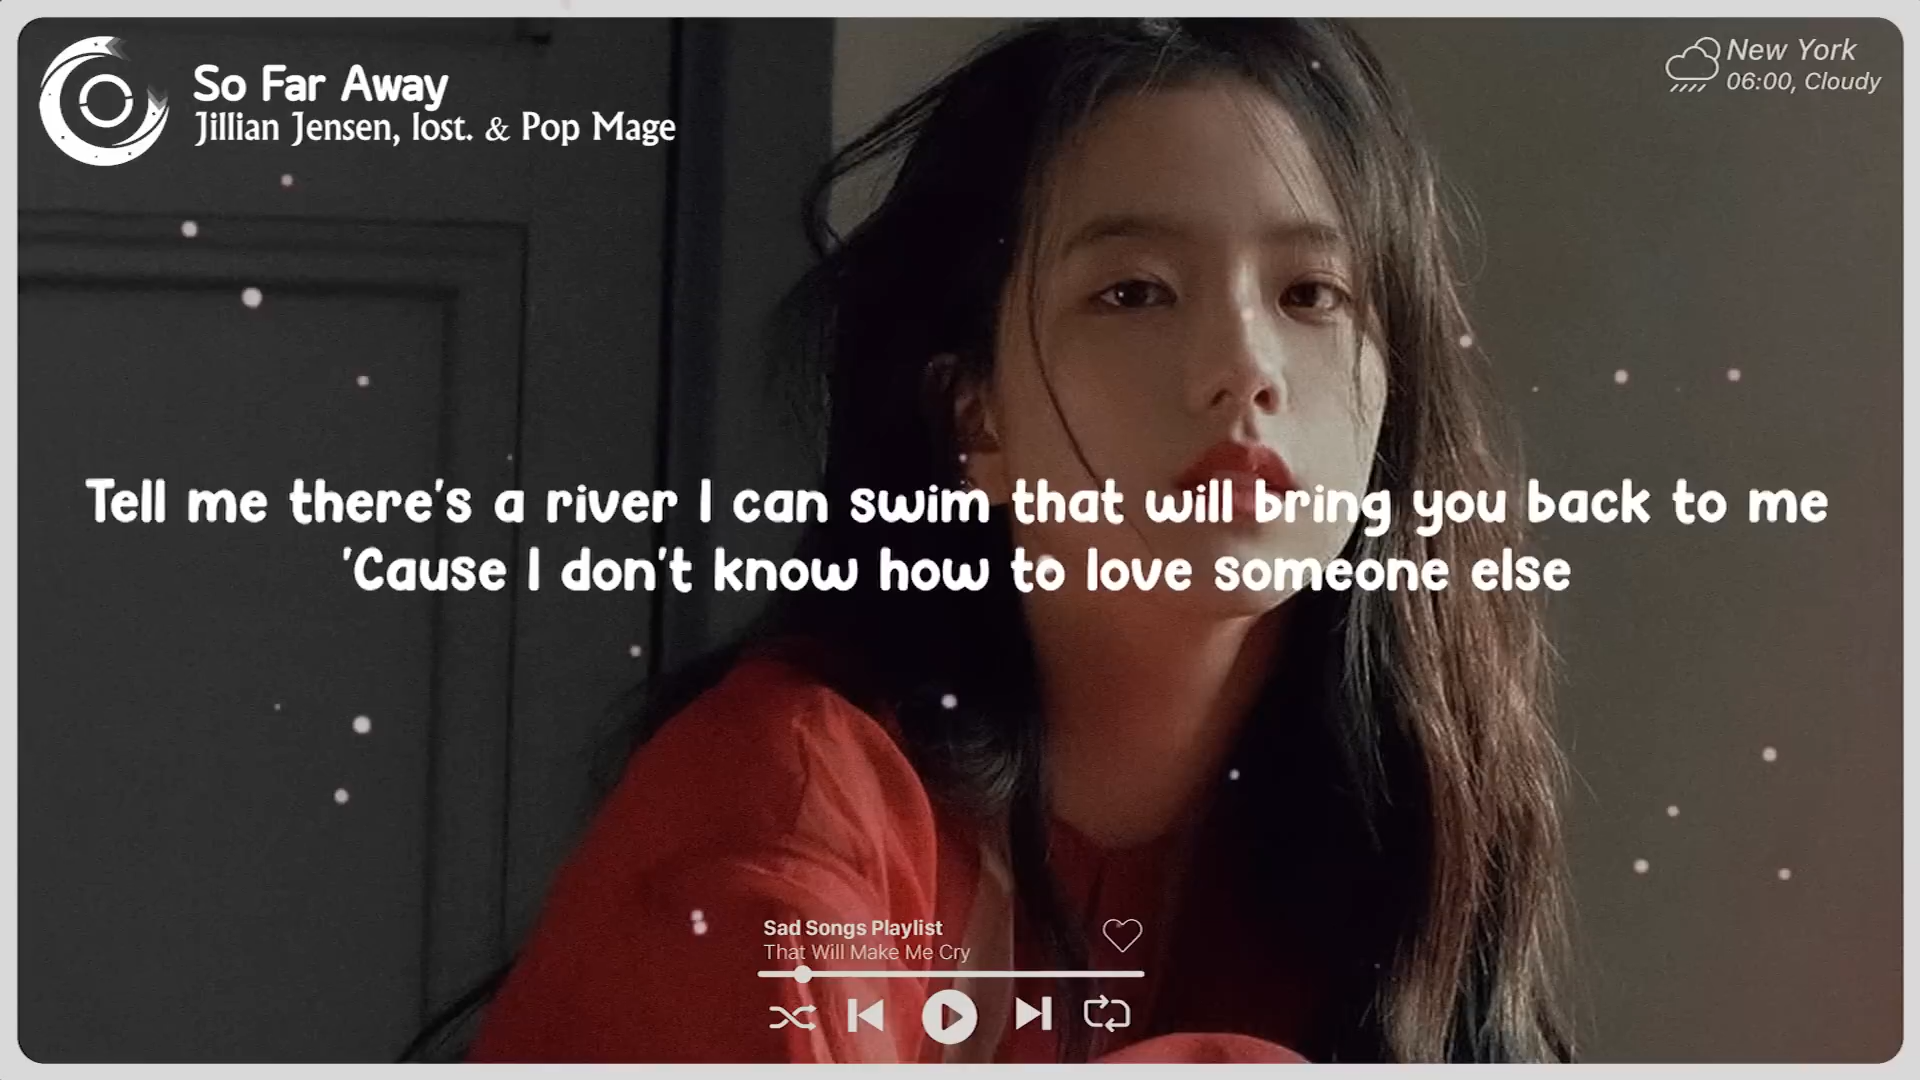 So Far Away
Jillian Jensen, lost. & Pop Mage
New York
06:00, Cloudy
Tell me there's a river I can swim that will bring you back to me
'Cause I don't know how to love someone else
Sad Songs Playlist
That Will Make Me Cry